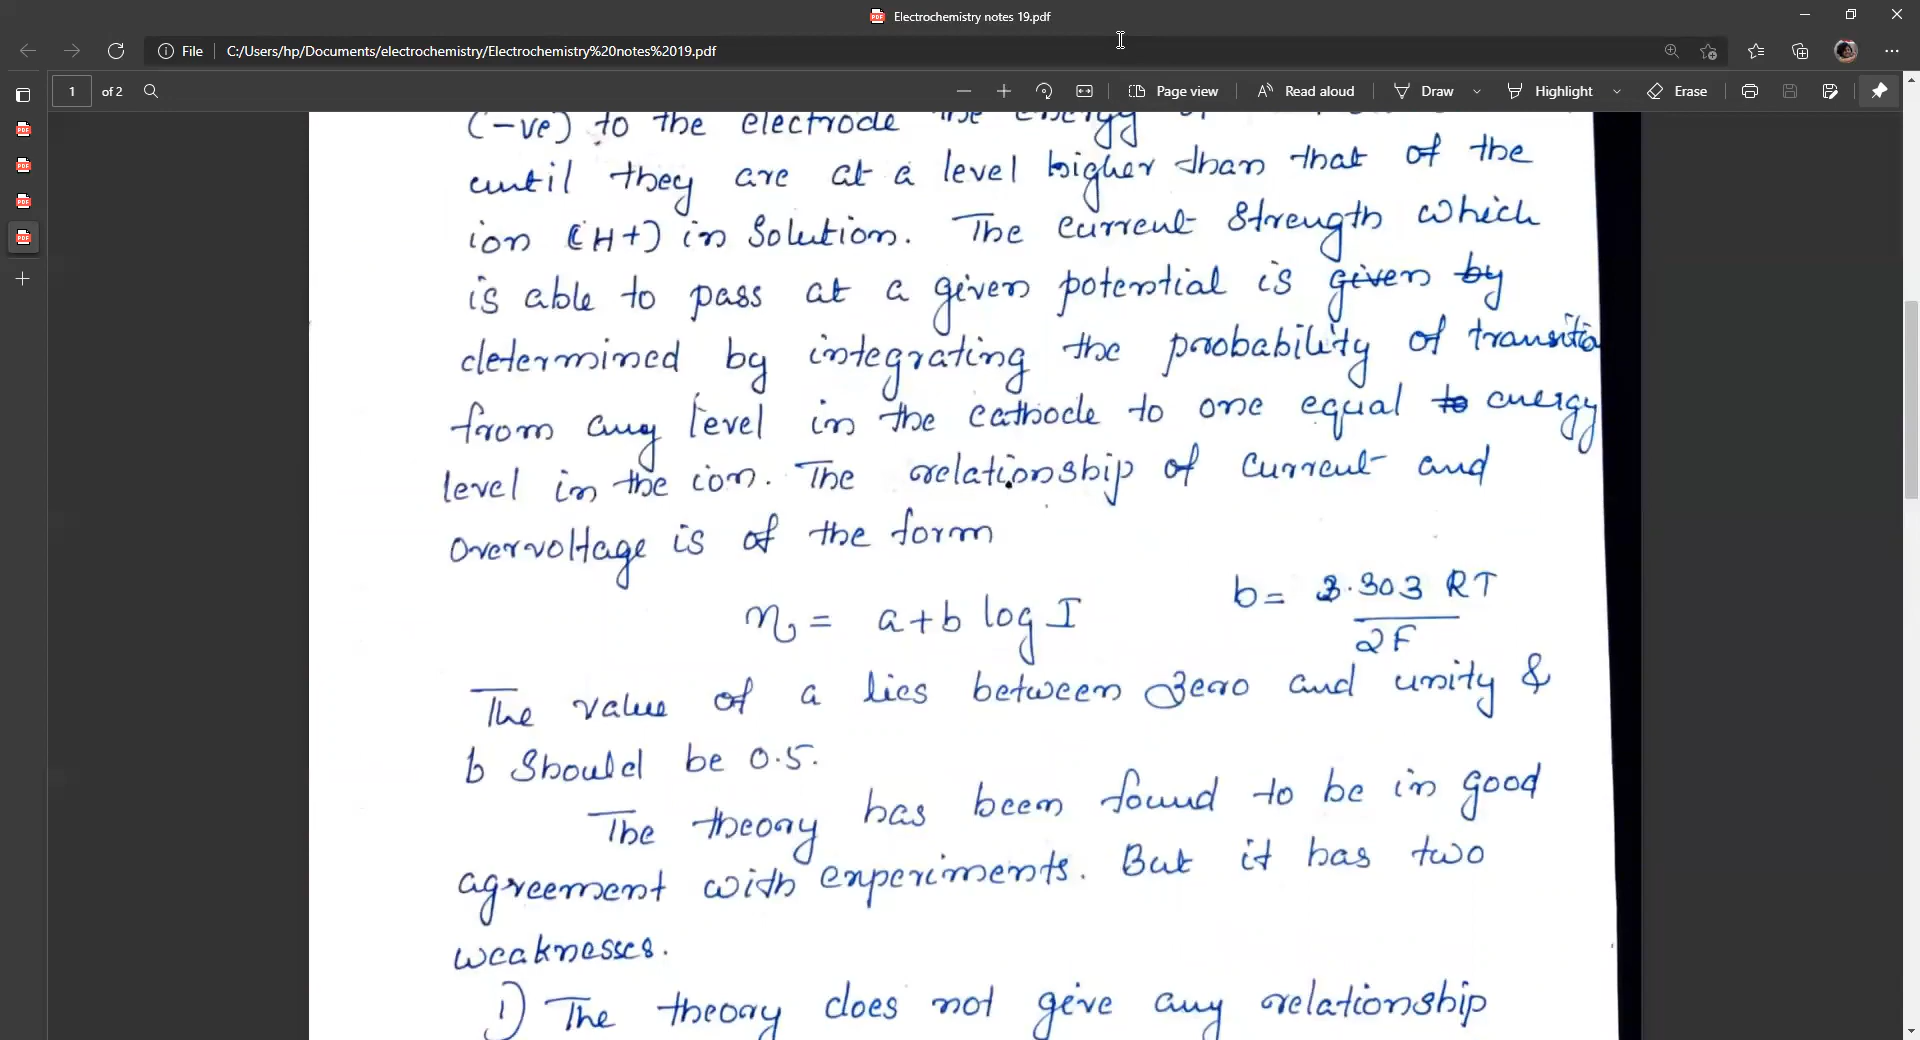 Electrochemistry notes 19.pdf
File
C:/Users/hp/Documents/electrochemistry/Electrochemistry%20notes%2019.pdf
1 of 2
Page view
Read aloud
Draw
Highlight
Erase
(-ve) to the electrode the energy of
until they are at a level higher than that of the
ion (H+) in Solution. The Current Strength which
is able to pass at a given potential is given by
determined by integrating the probability of transitio
from any level in the cathode to one equal to energy
level in the ion. The relationship of Current and
Overvoltage is of the form
η = a+b log I b = 2.303 RT
2F
The value of a lies between Zero and unity &
b Should be 0.5.
The theory has been found to be in good
agreement with experiments. But it has two
weaknesses.
1) The theory does not give any relationship